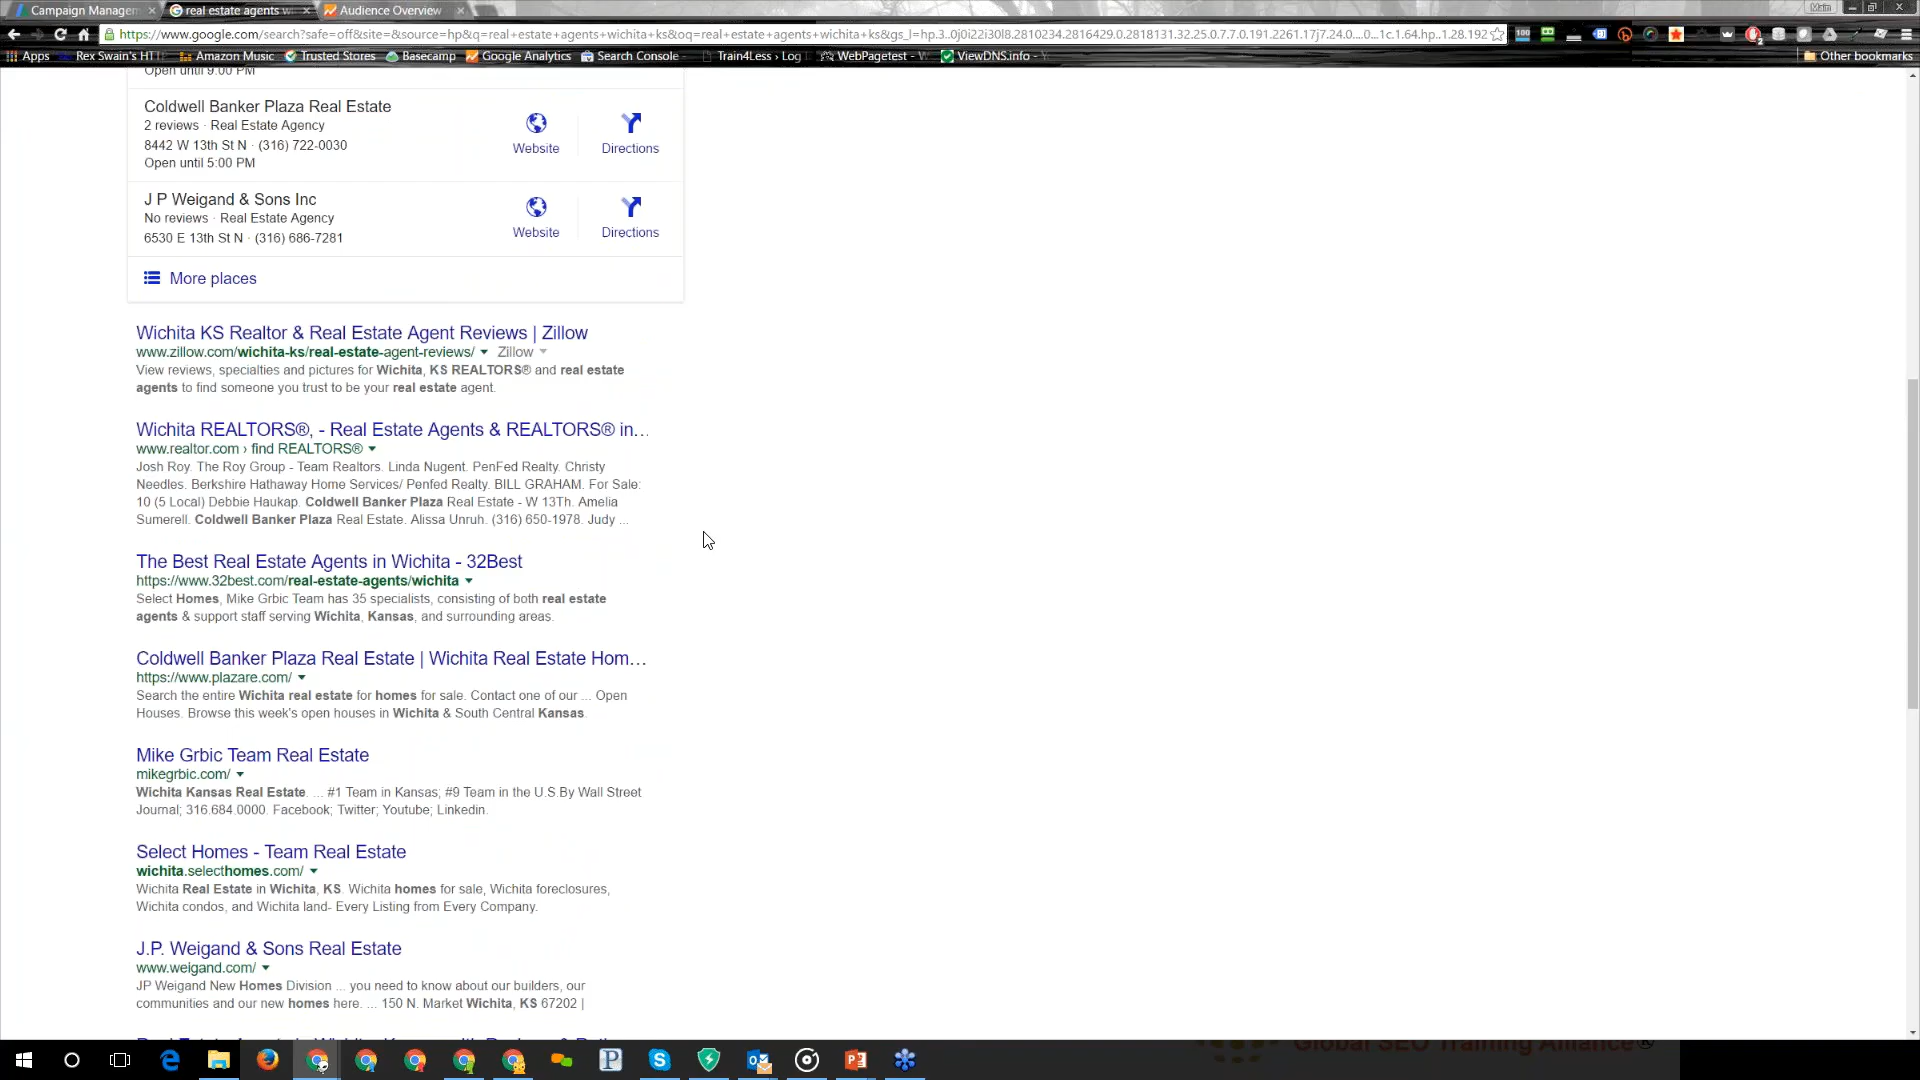 Campaign Managem
real estate agents w
Audience Overview
Main
https://www.google.com/search?safe=off&site=&source=hp&q=real+estate+agents+wichita+ks&oq=real+estate+agents+wichita+ks&gs_l=hp.3..0j0i22i30l8.2810234.2816429.0.2818131.32.25.0.7.7.0.191.2261.17j7.24.0....0...1c.1.64.hp..1.28.192
Apps
Rex Swain's HTT
Amazon Music
Trusted Stores
Basecamp
Google Analytics
Search Console
Train4Less › Log
WebPagetest - V
ViewDNS.info - Y
Other bookmarks
Open until 9:00 PM
Coldwell Banker Plaza Real Estate
2 reviews · Real Estate Agency
8442 W 13th St N · (316) 722-0030
Open until 5:00 PM
Website
Directions
J P Weigand & Sons Inc
No reviews · Real Estate Agency
6530 E 13th St N · (316) 686-7281
Website
Directions
More places
Wichita KS Realtor & Real Estate Agent Reviews | Zillow
www.zillow.com/wichita-ks/real-estate-agent-reviews/ Zillow
View reviews, specialties and pictures for Wichita, KS REALTORS® and real estate
agents to find someone you trust to be your real estate agent.
Wichita REALTORS®, - Real Estate Agents & REALTORS® in...
www.realtor.com › find REALTORS®
Josh Roy. The Roy Group - Team Realtors. Linda Nugent. PenFed Realty. Christy
Needles. Berkshire Hathaway Home Services/ Penfed Realty. BILL GRAHAM. For Sale:
10 (5 Local) Debbie Haukap. Coldwell Banker Plaza Real Estate - W 13Th. Amelia
Sumerell. Coldwell Banker Plaza Real Estate. Alissa Unruh. (316) 650-1978. Judy ...
The Best Real Estate Agents in Wichita - 32Best
https://www.32best.com/real-estate-agents/wichita
Select Homes, Mike Grbic Team has 35 specialists, consisting of both real estate
agents & support staff serving Wichita, Kansas, and surrounding areas.
Coldwell Banker Plaza Real Estate | Wichita Real Estate Hom...
https://www.plazare.com/
Search the entire Wichita real estate for homes for sale. Contact one of our ... Open
Houses. Browse this week's open houses in Wichita & South Central Kansas.
Mike Grbic Team Real Estate
mikegrbic.com/
Wichita Kansas Real Estate. ... #1 Team in Kansas; #9 Team in the U.S.By Wall Street
Journal; 316.684.0000. Facebook; Twitter; Youtube; Linkedin.
Select Homes - Team Real Estate
wichita.selecthomes.com/
Wichita Real Estate in Wichita, KS. Wichita homes for sale, Wichita foreclosures,
Wichita condos, and Wichita land- Every Listing from Every Company.
J.P. Weigand & Sons Real Estate
www.weigand.com/
JP Weigand New Homes Division ... you need to know about our builders, our
communities and our new homes here. ... 150 N. Market Wichita, KS 67202 |
Global SEO Training Alliance®